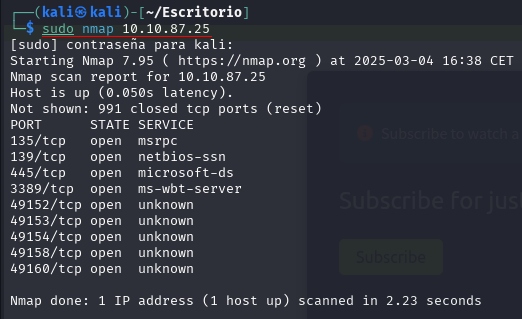 ┌──(kali㉿kali)-[~/Escritorio]
└─$ sudo nmap 10.10.87.25
[sudo] contraseña para kali:
Starting Nmap 7.95 ( https://nmap.org ) at 2025-03-04 16:38 CET
Nmap scan report for 10.10.87.25
Host is up (0.050s latency).
Not shown: 991 closed tcp ports (reset)
PORT STATE SERVICE
135/tcp open msrpc
139/tcp open netbios-ssn
445/tcp open microsoft-ds
3389/tcp open ms-wbt-server
49152/tcp open unknown
49153/tcp open unknown
49154/tcp open unknown
49158/tcp open unknown
49160/tcp open unknown
Nmap done: 1 IP address (1 host up) scanned in 2.23 seconds
Subscribe to watch a
Subscribe for jus
Subscribe